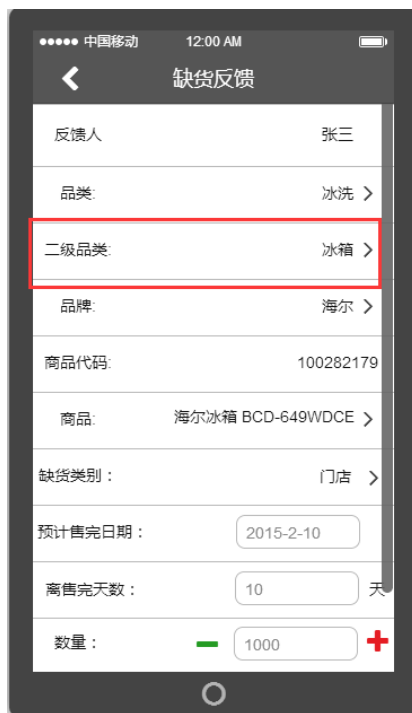 中国移动 12:00 AM
缺货反馈
反馈人 张三
品类: 冰洗
二级品类: 冰箱
品牌: 海尔
商品代码: 100282179
商品: 海尔冰箱 BCD-649WDCE
缺货类别： 门店
预计售完日期： 2015-2-10
离售完天数： 10 天
数量： 1000